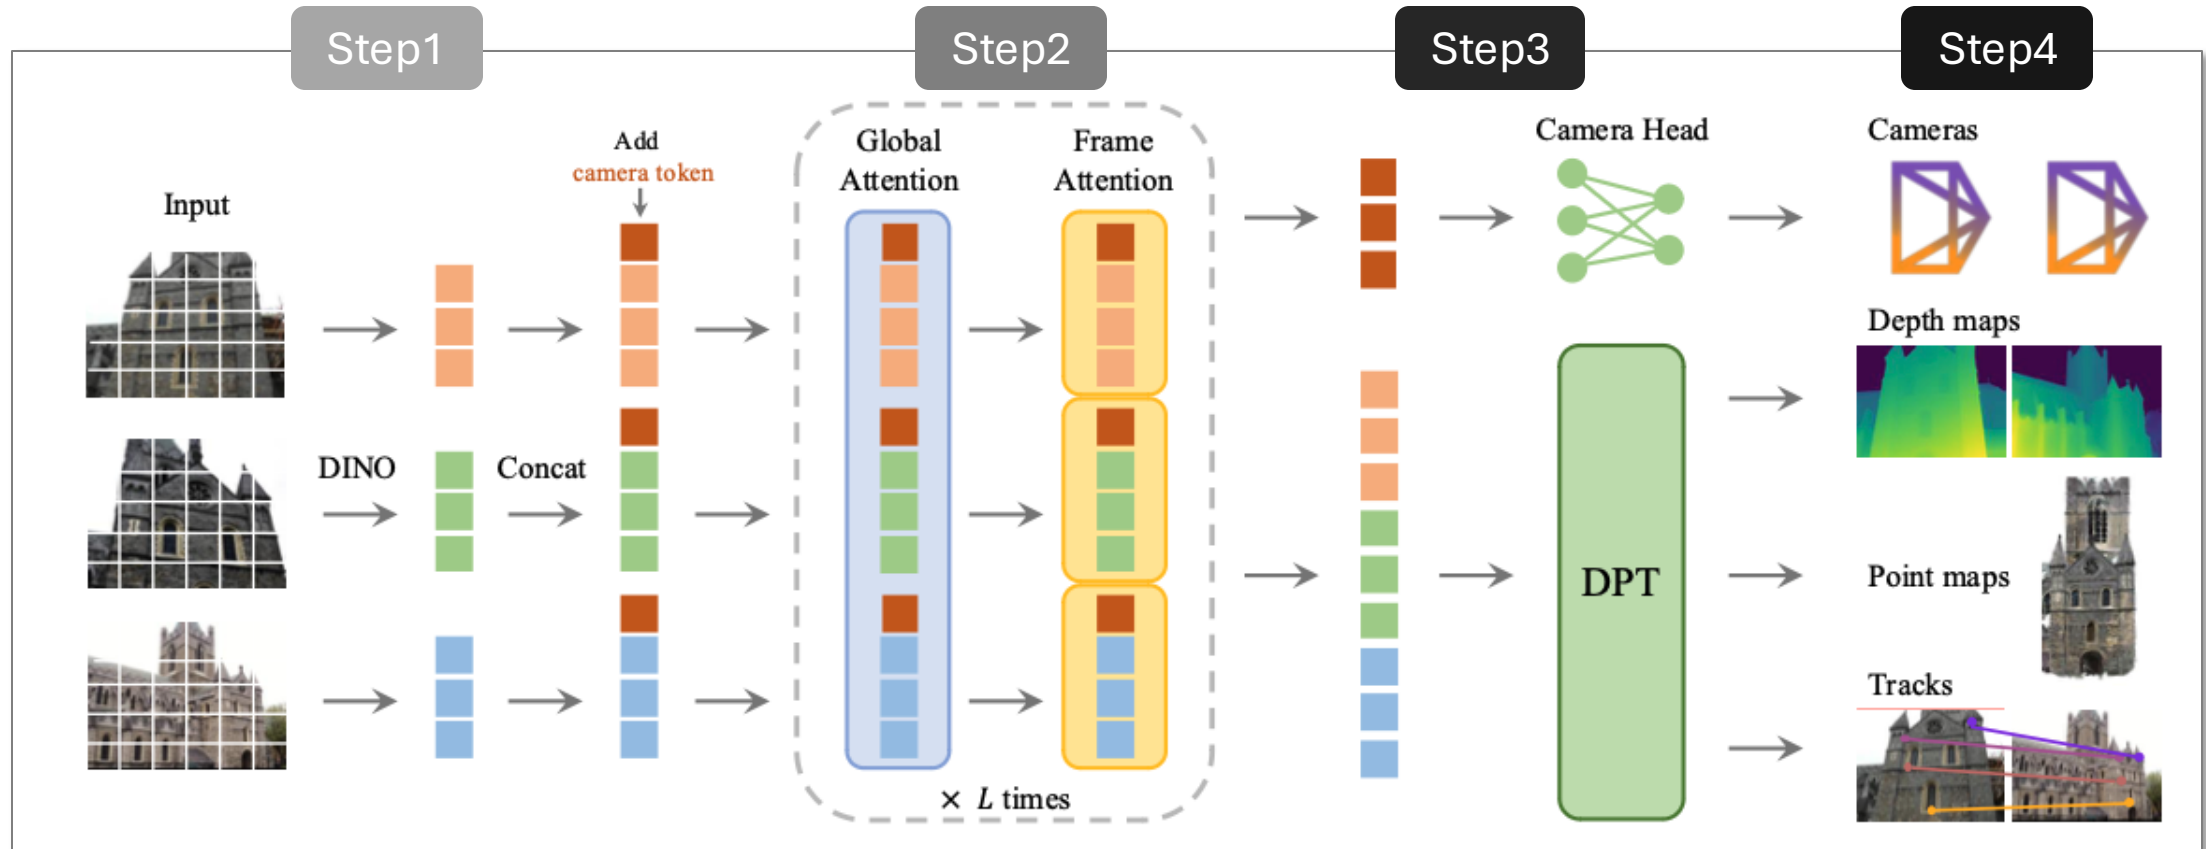 Step1
Step2
Step3
Step4
Input
Add
camera token
DINO
Concat
Global
Attention
Frame
Attention
× L times
Camera Head
DPT
Cameras
Depth maps
Point maps
Tracks